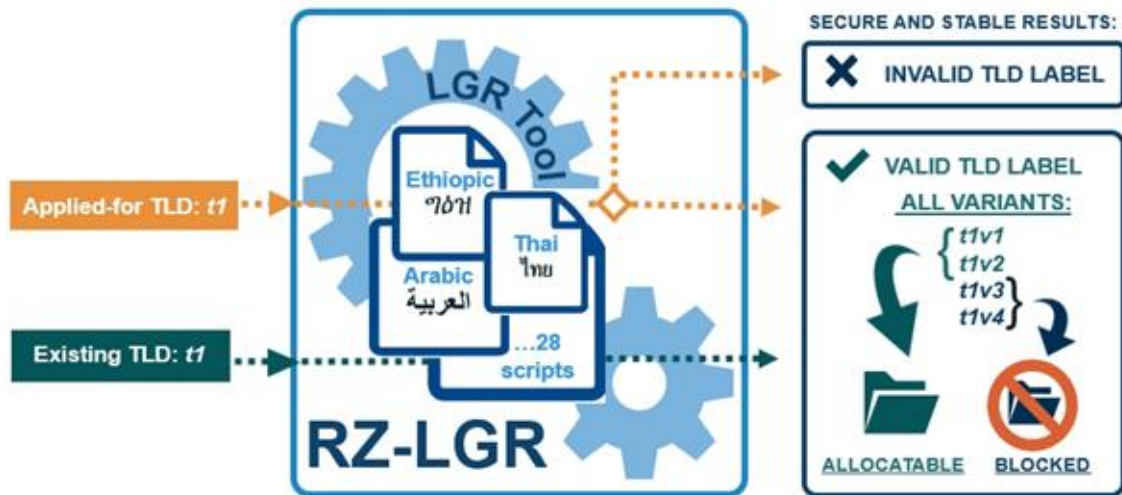 SECURE AND STABLE RESULTS:
INVALID TLD LABEL
LGR Tool
Ethiopic
ግዕዝ
Thai
ไทย
Arabic
العربية
...28
scripts
RZ-LGR
Applied-for TLD: t1
Existing TLD: t1
VALID TLD LABEL
ALL VARIANTS:
t1v1
t1v2
t1v3
t1v4
ALLOCATABLE
BLOCKED